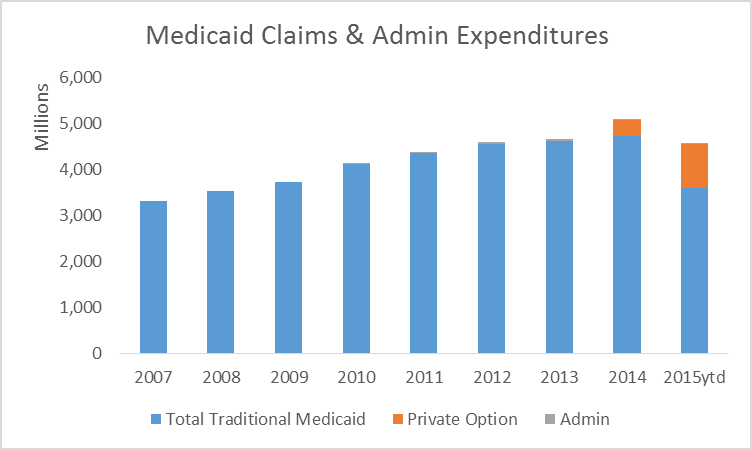 Medicaid Claims & Admin Expenditures
Millions
6,000
5,000
4,000
3,000
2,000
1,000
0
2007 2008 2009 2010 2011 2012 2013 2014 2015ytd
Total Traditional Medicaid Private Option Admin